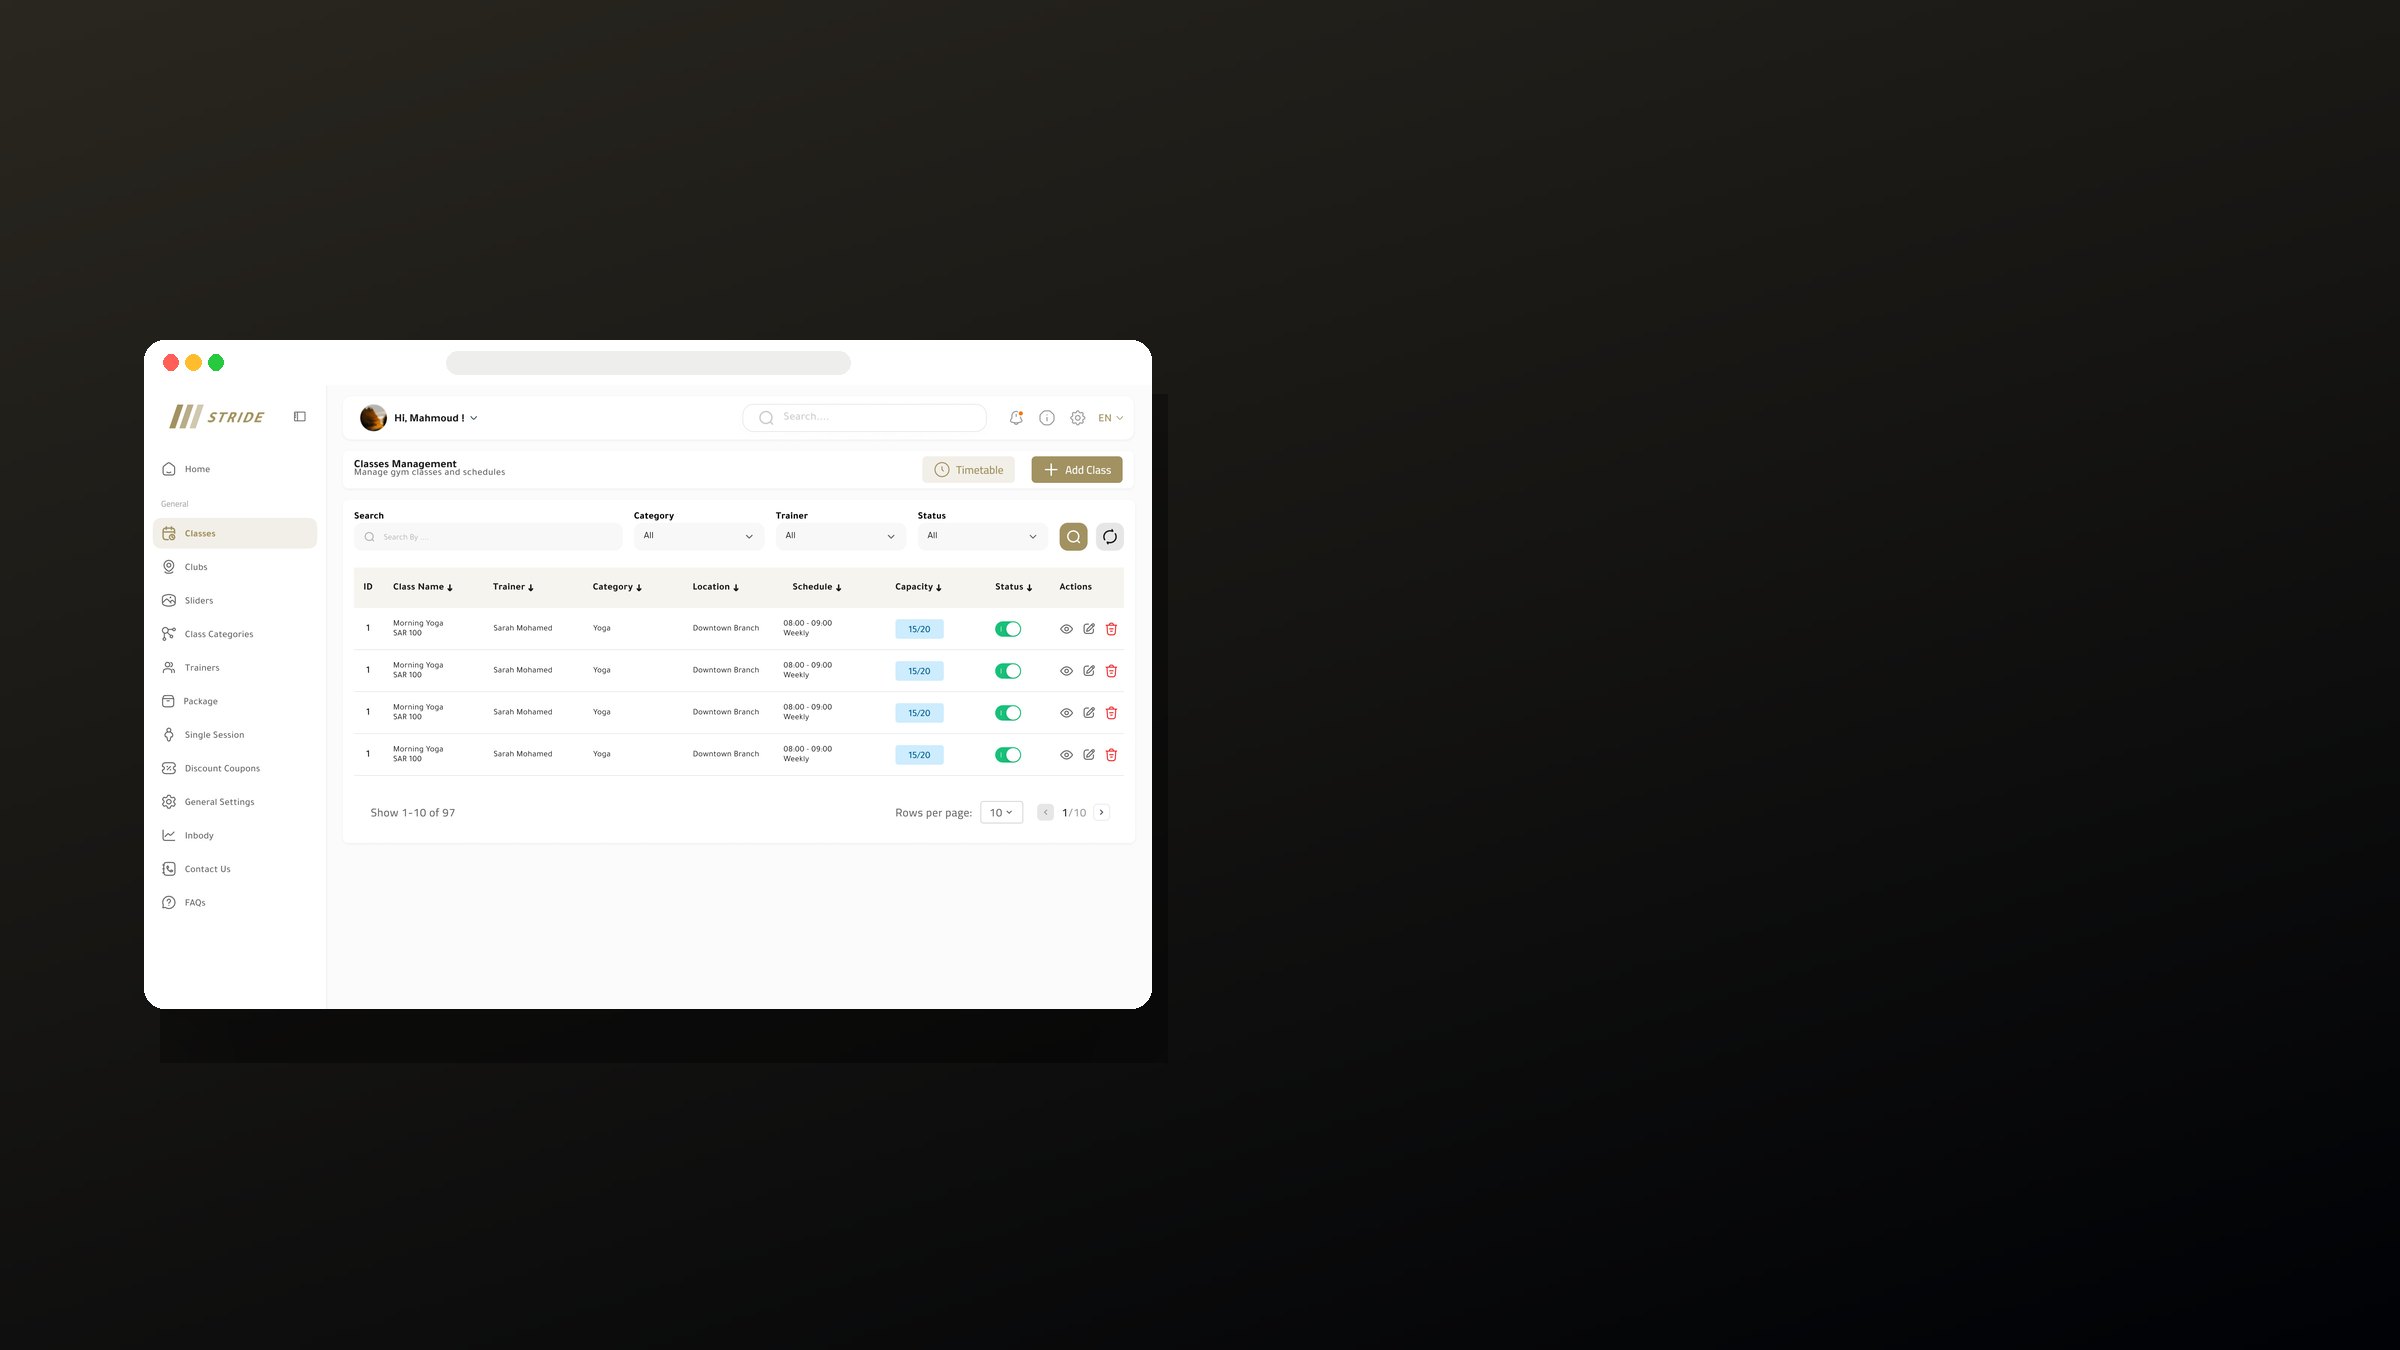 STRIDE
Hi, Mahmoud !
Search....
EN
Home
General
Classes
Clubs
Sliders
Class Categories
Trainers
Package
Single Session
Discount Coupons
General Settings
Inbody
Contact Us
FAQs
Classes Management
Manage gym classes and schedules
Timetable
Add Class
Search Category Trainer Status
Search By .... All All All
ID Class Name Trainer Category Location Schedule Capacity Status Actions
1 Morning Yoga Sarah Mohamed Yoga Downtown Branch 08:00 - 09:00 15/20
SAR 100 Weekly
1 Morning Yoga Sarah Mohamed Yoga Downtown Branch 08:00 - 09:00 15/20
SAR 100 Weekly
1 Morning Yoga Sarah Mohamed Yoga Downtown Branch 08:00 - 09:00 15/20
SAR 100 Weekly
1 Morning Yoga Sarah Mohamed Yoga Downtown Branch 08:00 - 09:00 15/20
SAR 100 Weekly
Show 1-10 of 97
Rows per page: 10 1/10